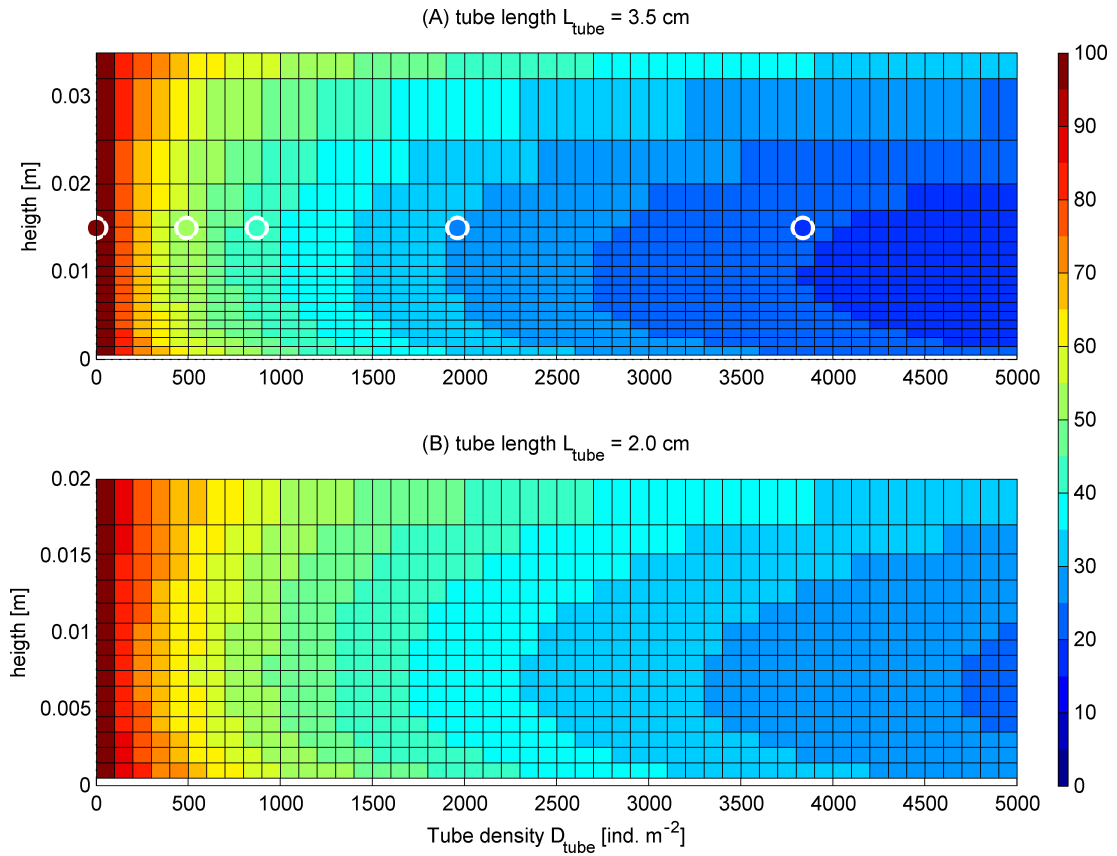 (A) tube length L_tube = 3.5 cm
heigth [m]
0.03
0.02
0.01
0
0 500 1000 1500 2000 2500 3000 3500 4000 4500 5000
(B) tube length L_tube = 2.0 cm
heigth [m]
0.02
0.015
0.01
0.005
0
0 500 1000 1500 2000 2500 3000 3500 4000 4500 5000
Tube density D_tube [ind. m^-2]
100
90
80
70
60
50
40
30
20
10
0